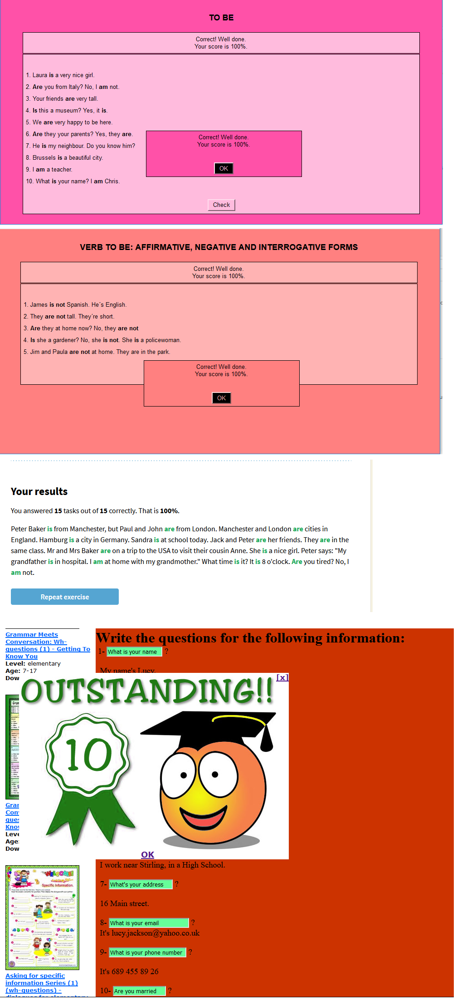 TO BE
Correct! Well done.
Your score is 100%.
1. Laura is a very nice girl.
2. Are you from Italy? No, I am not.
3. Your friends are very tall.
4. Is this a museum? Yes, it is.
5. We are very happy to be here.
6. Are they your parents? Yes, they are.
7. He is my neighbour. Do you know him?
8. Brussels is a beautiful city.
9. I am a teacher.
10. What is your name? I am Chris.
Correct! Well done.
Your score is 100%.
OK
Check
VERB TO BE: AFFIRMATIVE, NEGATIVE AND INTERROGATIVE FORMS
Correct! Well done.
Your score is 100%.
1. James is not Spanish. He´s English.
2. They are not tall. They´re short.
3. Are they at home now? No, they are not
4. Is she a gardener? No, she is not. She is a policewoman.
5. Jim and Paula are not at home. They are in the park.
Correct! Well done.
Your score is 100%.
OK
Your results
You answered 15 tasks out of 15 correctly. That is 100%.
Peter Baker is from Manchester, but Paul and John are from London. Manchester and London are cities in
England. Hamburg is a city in Germany. Sandra is at school today. Jack and Peter are her friends. They are in the
same class. Mr and Mrs Baker are on a trip to the USA to visit their cousin Anne. She is a nice girl. Peter says: "My
grandfather is in hospital. I am at home with my grandmother." What time is it? It is 8 o'clock. Are you tired? No, I
am not.
Repeat exercise
Grammar Meets
Conversation: Wh-
questions (1) - Getting To
Know You
Level: elementary
Age: 7-17
Dow
Gran
Conv
ques
Know
Leve
Age:
Dow
WELCOME!
Specific Information.
Asking for specific
information Series (1)
(wh-questions) -
dialogues for elementary
Write the questions for the following information:
1- What is your name ?
My name's Lucy.
OUTSTANDING!!
[x]
10
OK
I work near Stirling, in a High School.
7- What's your address ?
16 Main street.
8- What is your email ?
It's lucy.jackson@yahoo.co.uk
9- What is your phone number ?
It's 689 455 89 26
10- Are you married ?